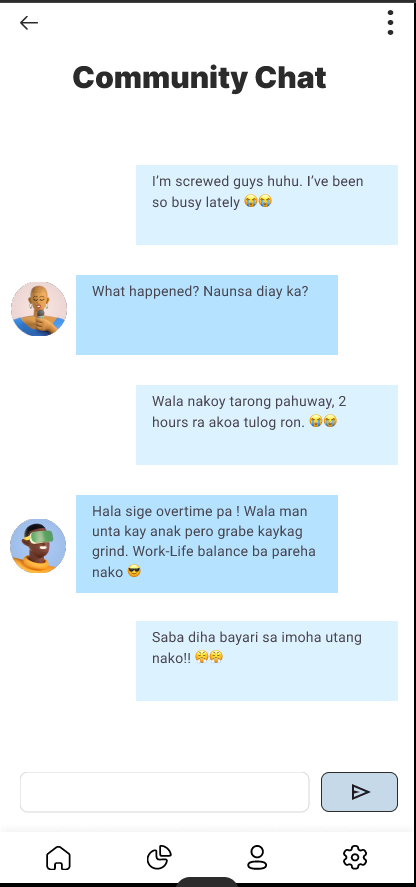 Community Chat
I’m screwed guys huhu. I’ve been
so busy lately 😭😭
What happened? Naunsa diay ka?
Wala nakoy tarong pahuway, 2
hours ra akoa tulog ron. 😭😭
Hala sige overtime pa ! Wala man
unta kay anak pero grabe kaykag
grind. Work-Life balance ba pareha
nako 😎
Saba diha bayari sa imoha utang
nako!! 😤😤